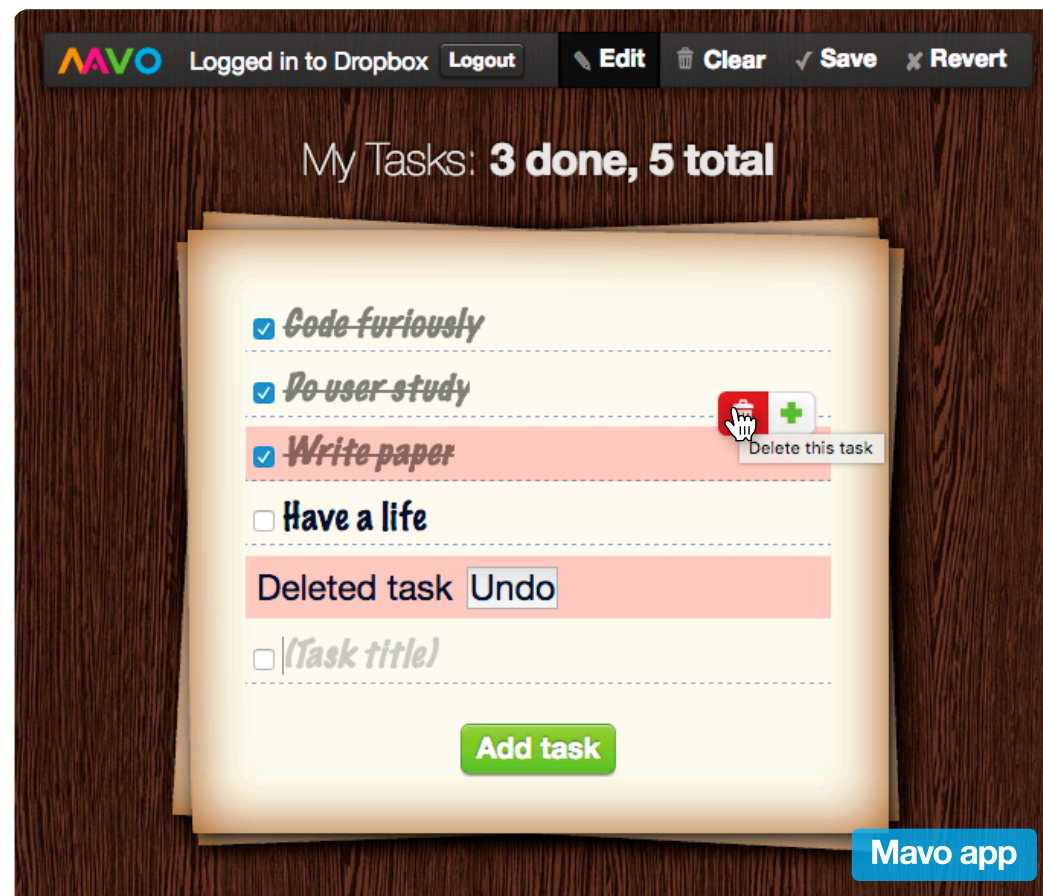 MAVO Logged in to Dropbox Logout Edit Clear Save Revert
My Tasks: 3 done, 5 total
Code furiously
Do user study
Write paper
Delete this task
Have a life
Deleted task Undo
(Task title)
Add task
Mavo app